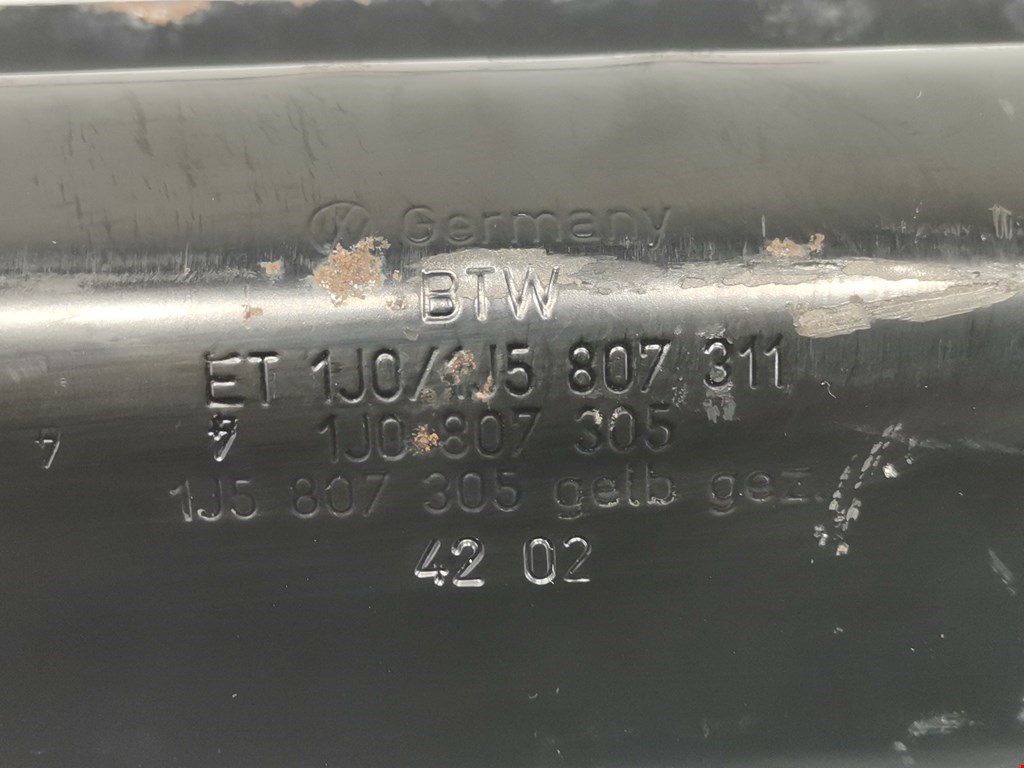 Germany
BTW
ET 1J0/1J5 807 311
1J0 807 305
1J5 807 305 gelb gez.
42 02